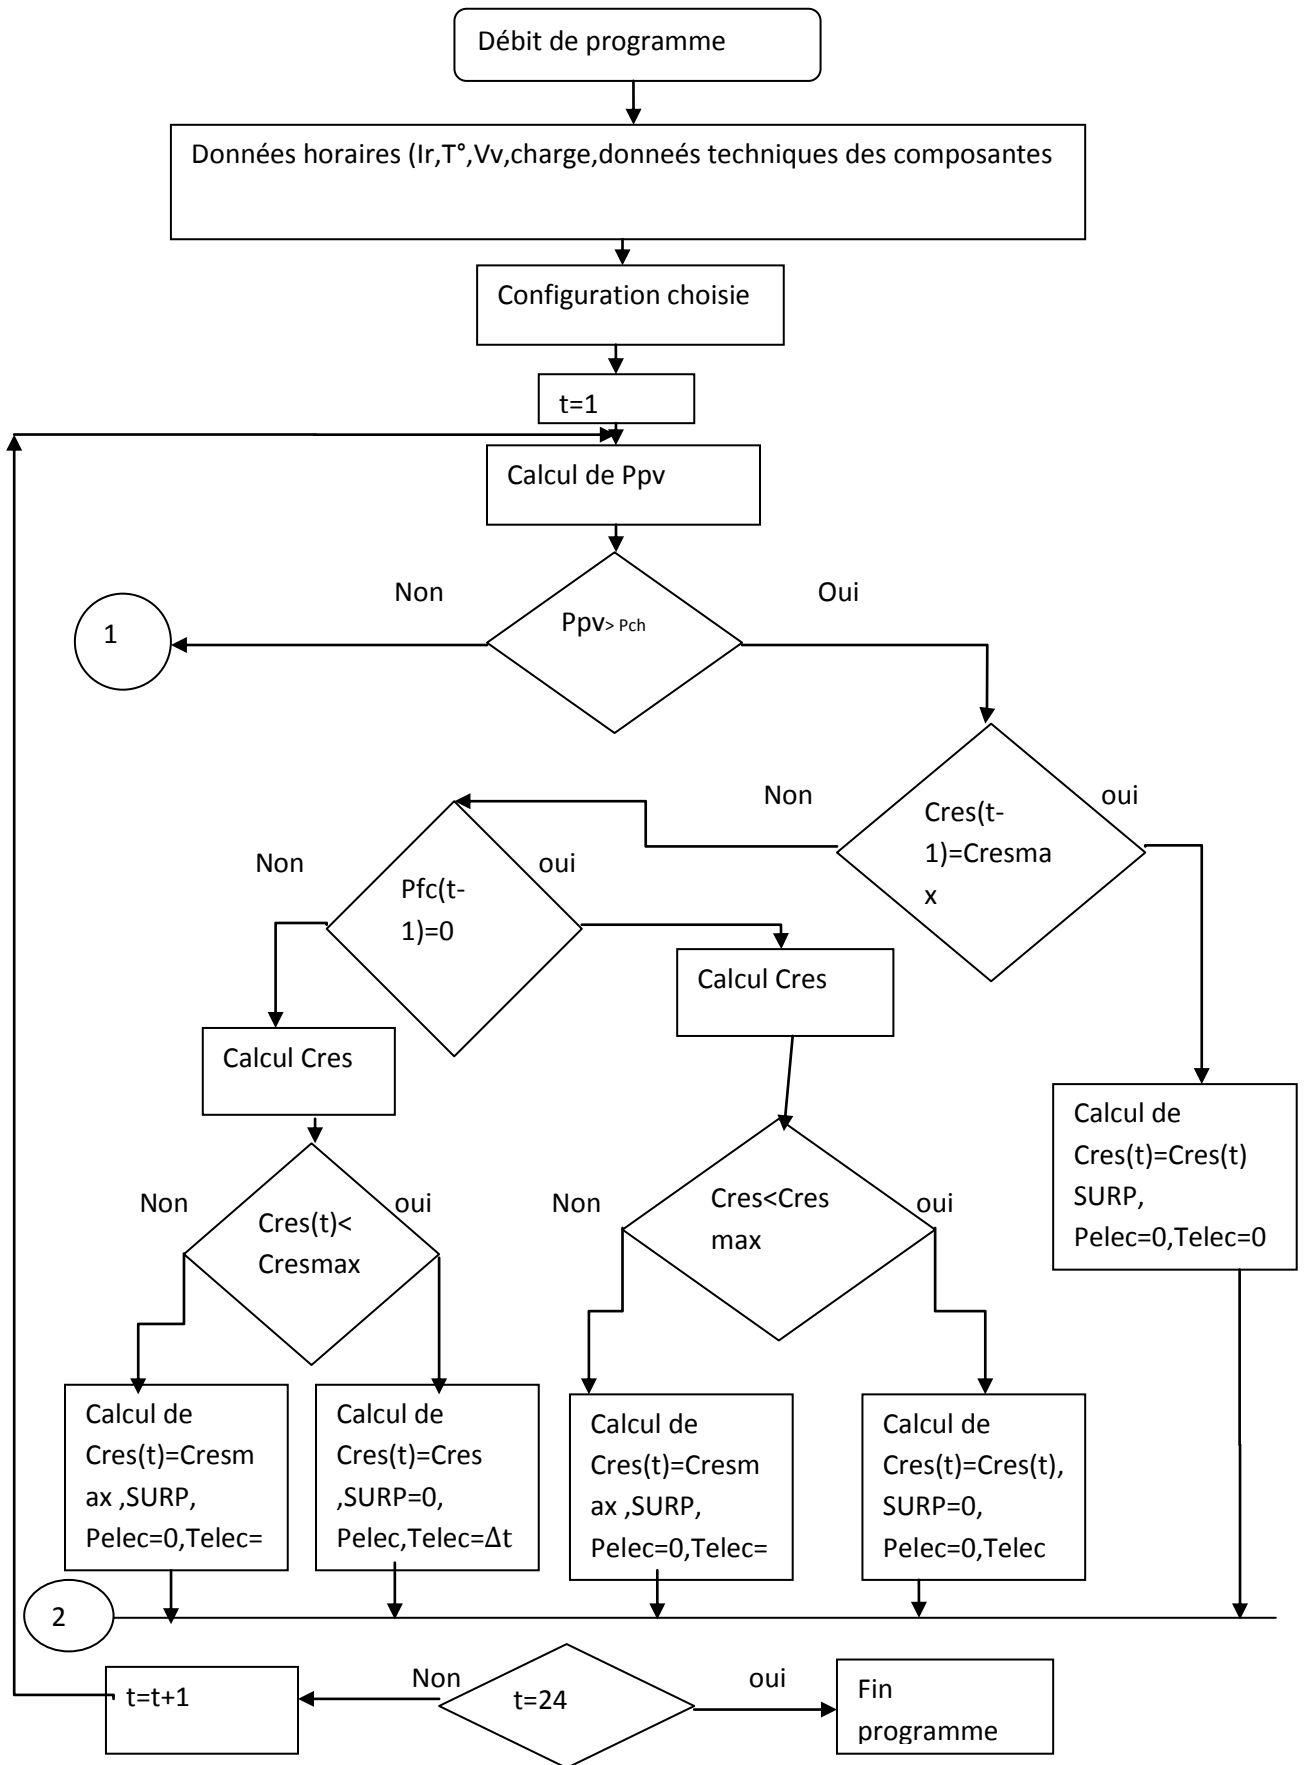 Débit de programme
Données horaires (Ir,T°,Vv,charge,donneés techniques des composantes
Configuration choisie
t=1
Calcul de Ppv
Non
Oui
1
Ppv> Pch
Non
oui
Cres(t-
1)=Cresma
x
Non
oui
Pfc(t-
1)=0
Calcul Cres
Calcul Cres
Calcul de
Cres(t)=Cres(t)
SURP,
Pelec=0,Telec=0
Non
oui
Cres(t)<
Cresmax
Non
oui
Cres<Cres
max
Calcul de
Cres(t)=Cresm
ax ,SURP,
Pelec=0,Telec=
Calcul de
Cres(t)=Cres
,SURP=0,
Pelec,Telec=Δt
Calcul de
Cres(t)=Cresm
ax ,SURP,
Pelec=0,Telec=
Calcul de
Cres(t)=Cres(t),
SURP=0,
Pelec=0,Telec
2
t=t+1
Non
t=24
oui
Fin
programme